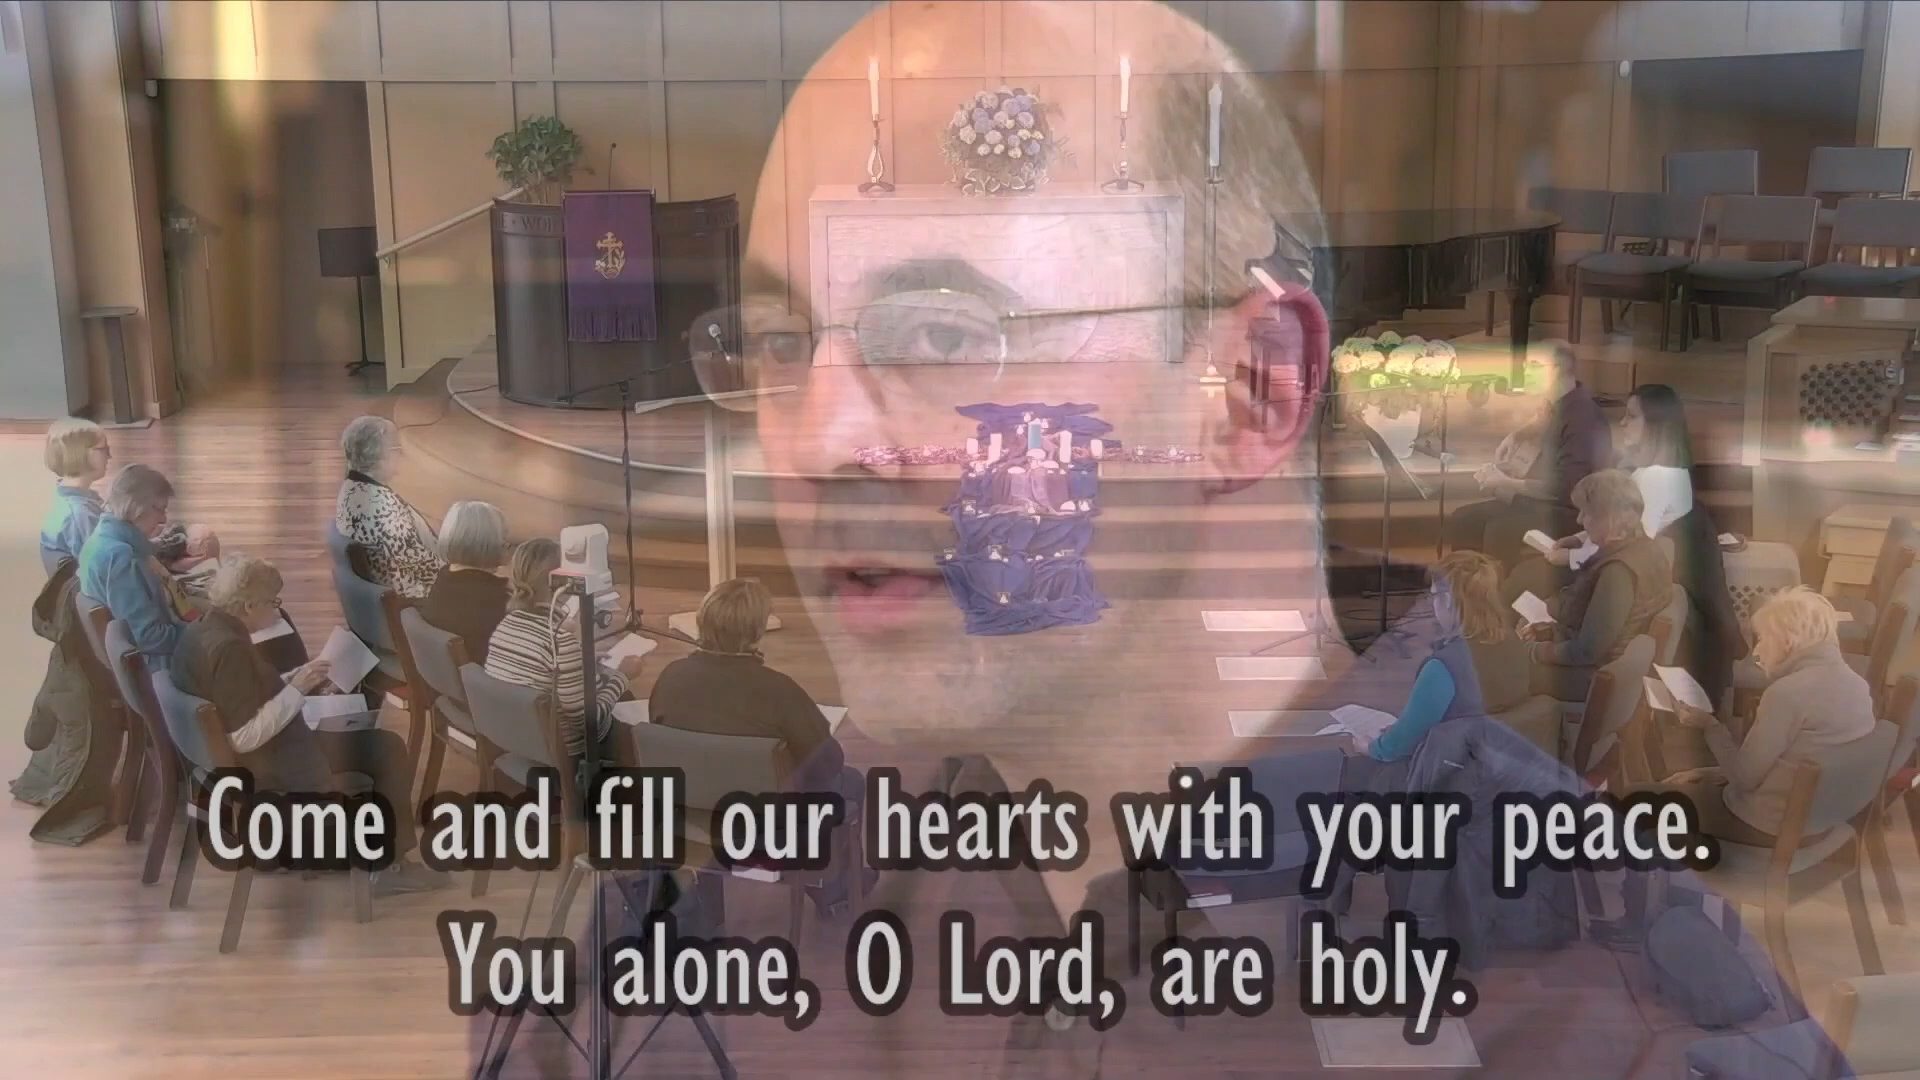 Come and fill our hearts with your peace.
You alone, O Lord, are holy.